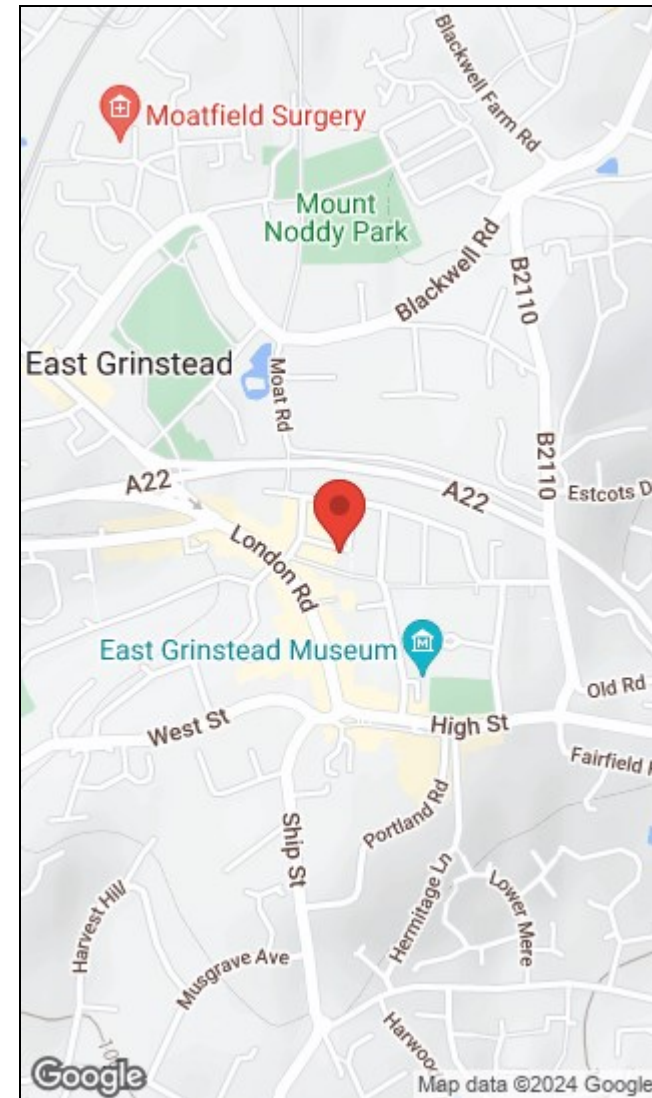 Blackwell Farm Rd
Moatfield Surgery
Mount
Noddy Park
Blackwell Rd
B2110
East Grinstead
Moat Rd
B2110
A22
A22
Estcots D
London Rd
East Grinstead Museum
Old Rd
West St
High St
Fairfield
Portland Rd
Ship St
Hermitage Ln
Lower Mere
Harvest Hill
Musgrave Ave
Harwoo
Google
Map data ©2024 Google